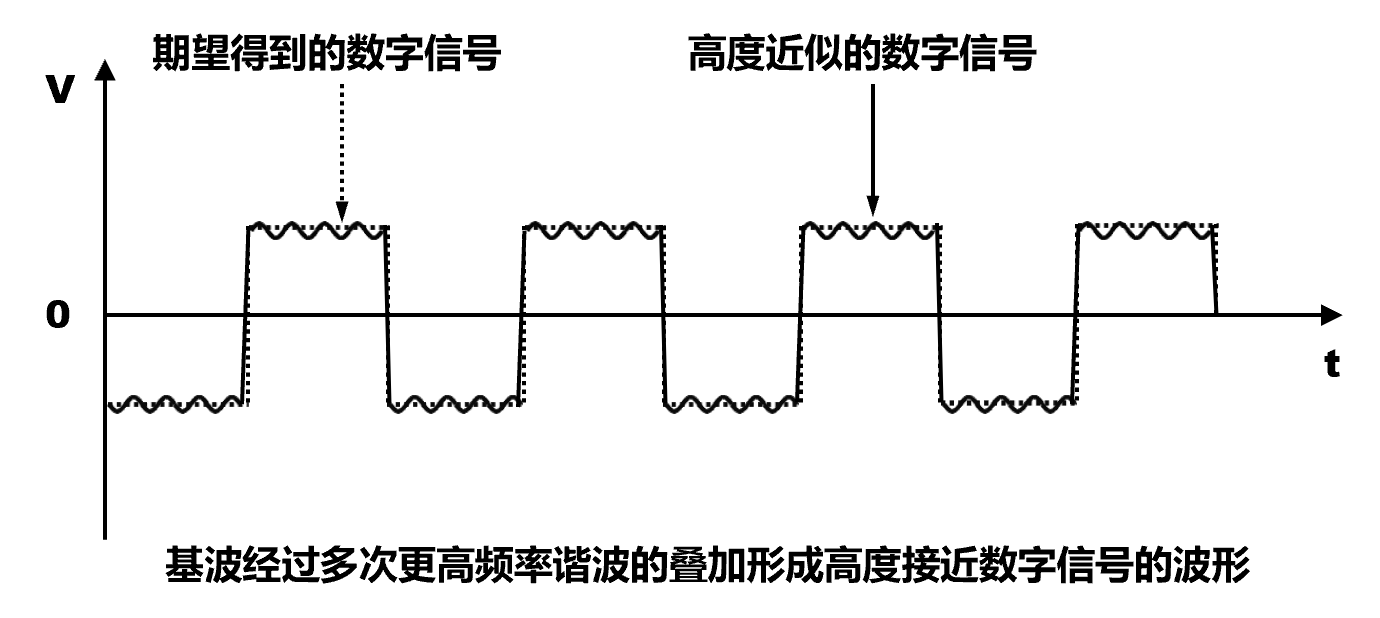 期望得到的数字信号
高度近似的数字信号
V
0
t
基波经过多次更高频率谐波的叠加形成高度接近数字信号的波形